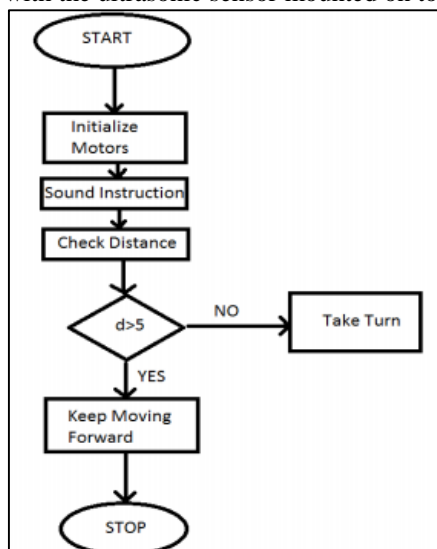 with the ultrasonic sensor mounted on to
START
Initialize
Motors
Sound Instruction
Check Distance
d>5
NO
Take Turn
YES
Keep Moving
Forward
STOP